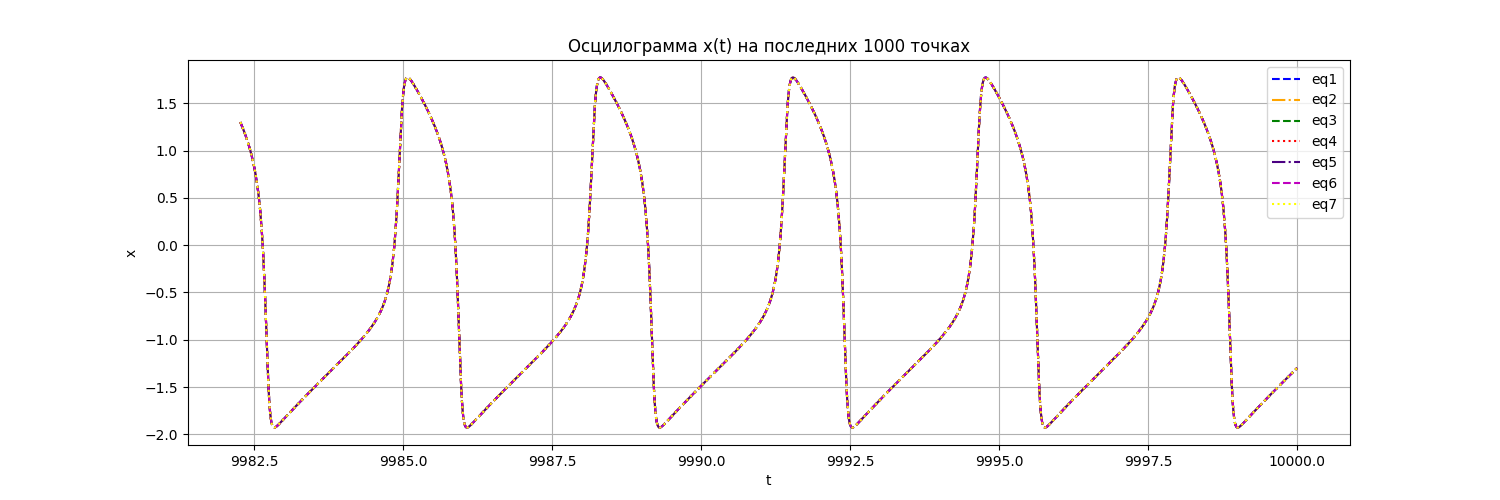 Осцилограмма x(t) на последних 1000 точках
x
1.5
1.0
0.5
0.0
−0.5
−1.0
−1.5
−2.0
9982.5
9985.0
9987.5
9990.0
9992.5
9995.0
9997.5
10000.0
t
eq1
eq2
eq3
eq4
eq5
eq6
eq7